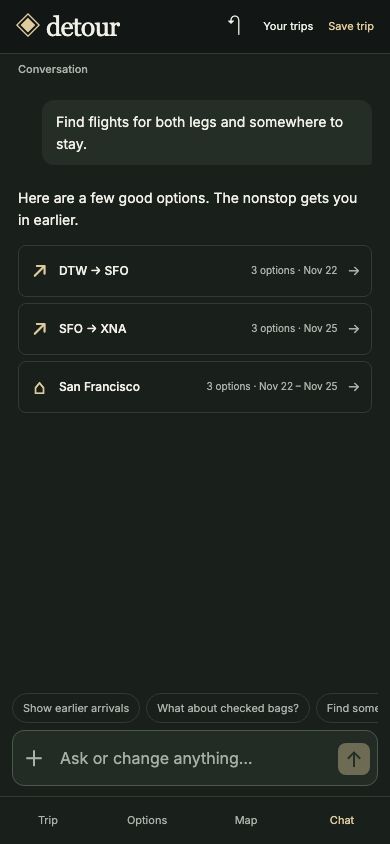 detour
Your trips
Save trip
Conversation
Find flights for both legs and somewhere to
stay.
Here are a few good options. The nonstop gets you
in earlier.
DTW → SFO
3 options · Nov 22 →
SFO → XNA
3 options · Nov 25 →
San Francisco
3 options · Nov 22 – Nov 25 →
Show earlier arrivals
What about checked bags?
Find some
Ask or change anything...
Trip
Options
Map
Chat